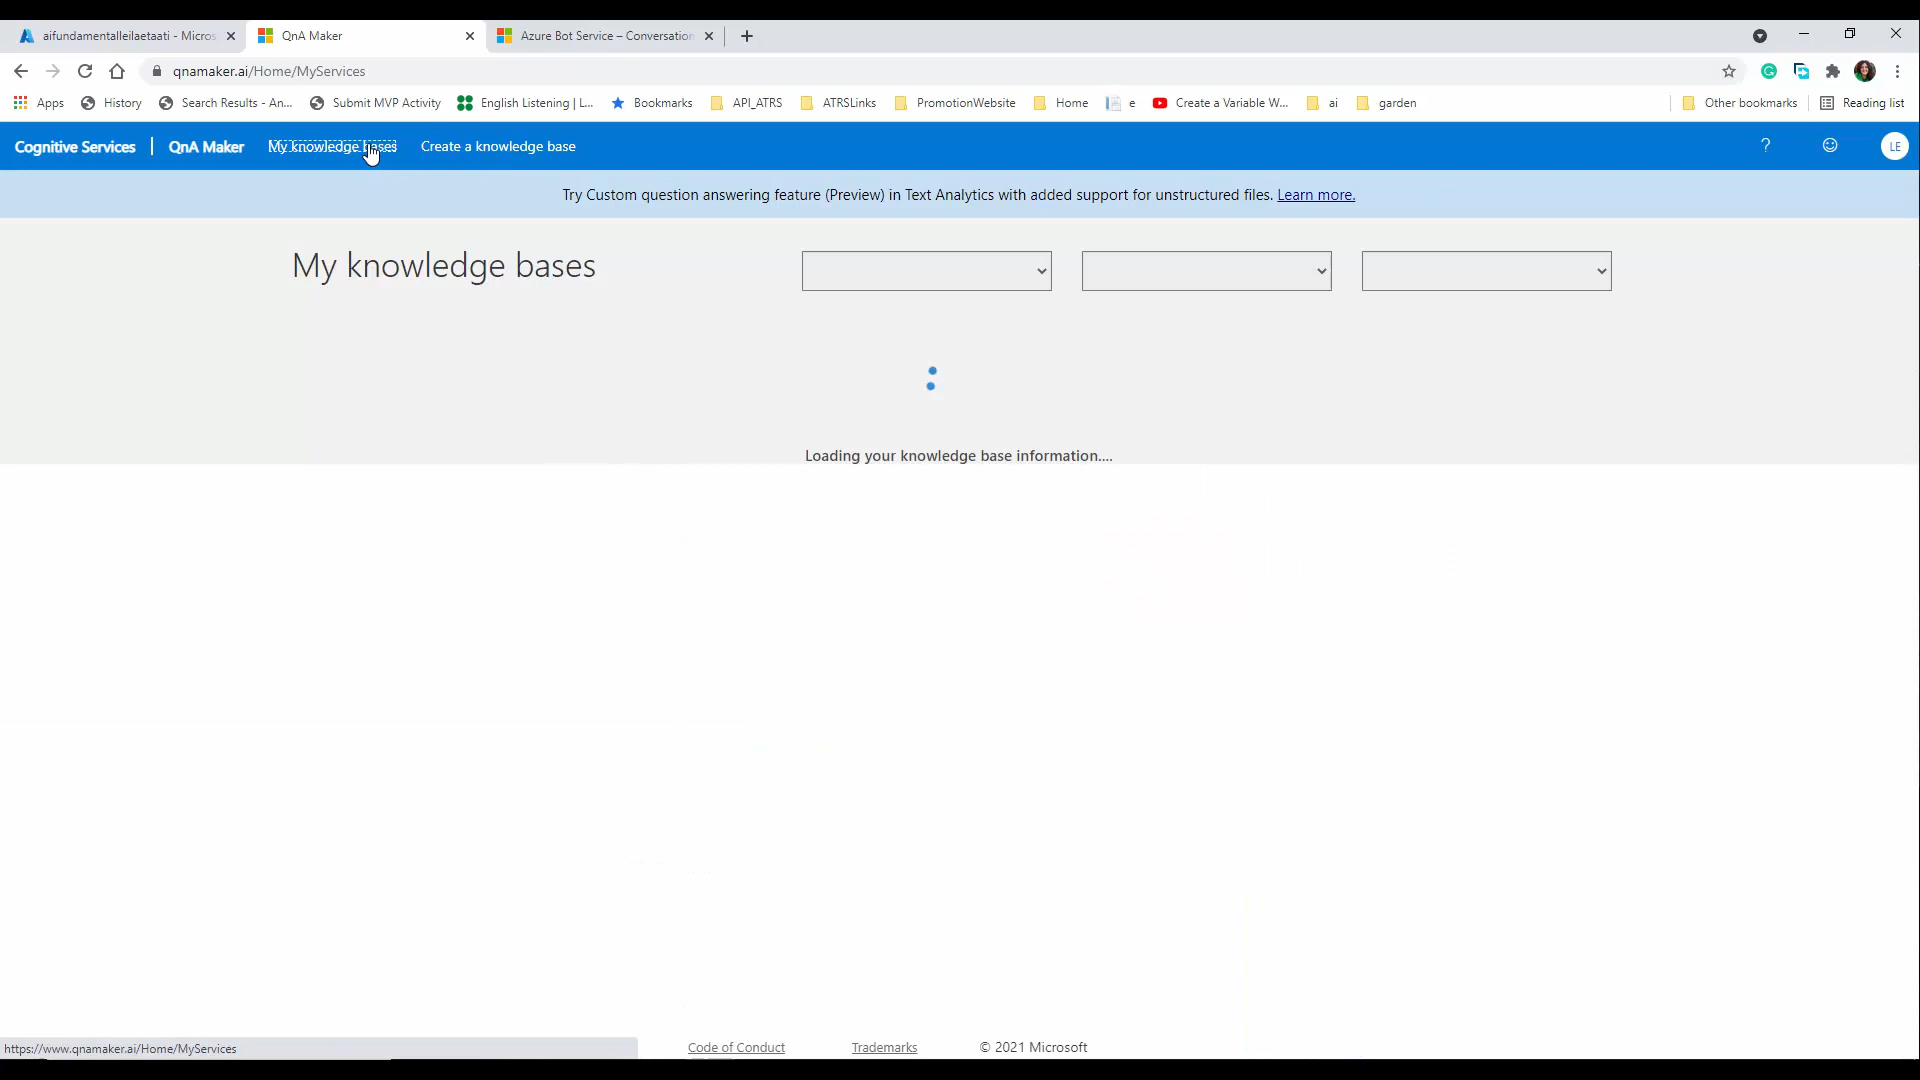 aifundamentalleilaetaati - Micros
QnA Maker
Azure Bot Service – Conversation
qnamaker.ai/Home/MyServices
Apps
History
Search Results - An...
Submit MVP Activity
English Listening | L...
Bookmarks
API_ATRS
ATRSLinks
PromotionWebsite
Home
e
Create a Variable W...
ai
garden
Other bookmarks
Reading list
Cognitive Services | QnA Maker My knowledge bases Create a knowledge base
? LE
Try Custom question answering feature (Preview) in Text Analytics with added support for unstructured files. Learn more.
My knowledge bases
Loading your knowledge base information....
https://www.qnamaker.ai/Home/MyServices
Code of Conduct Trademarks © 2021 Microsoft